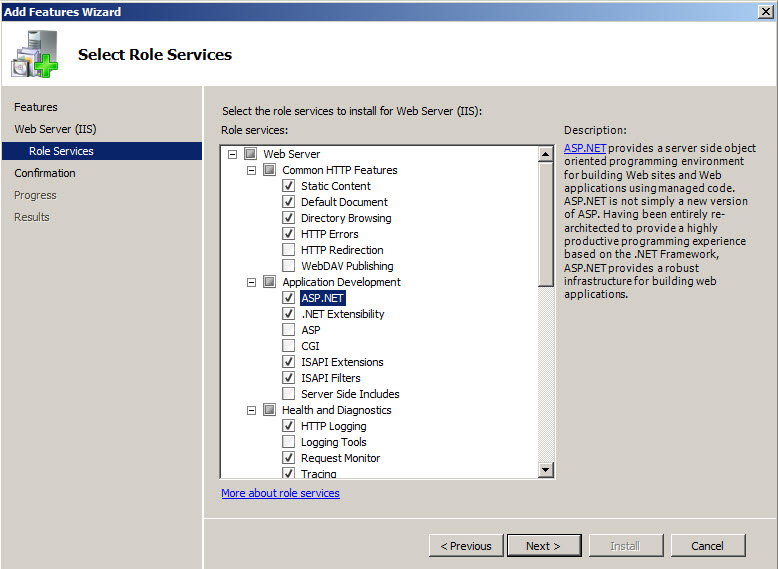 Add Features Wizard
Select Role Services
Features
Web Server (IIS)
Role Services
Confirmation
Progress
Results
Select the role services to install for Web Server (IIS):
Role services:
Web Server
Common HTTP Features
Static Content
Default Document
Directory Browsing
HTTP Errors
HTTP Redirection
WebDAV Publishing
Application Development
ASP.NET
.NET Extensibility
ASP
CGI
ISAPI Extensions
ISAPI Filters
Server Side Includes
Health and Diagnostics
HTTP Logging
Logging Tools
Request Monitor
Tracing
More about role services
Description:
ASP.NET provides a server side object
oriented programming environment
for building Web sites and Web
applications using managed code.
ASP.NET is not simply a new version
of ASP. Having been entirely re-
architected to provide a highly
productive programming experience
based on the .NET Framework,
ASP.NET provides a robust
infrastructure for building web
applications.
< Previous
Next >
Install
Cancel